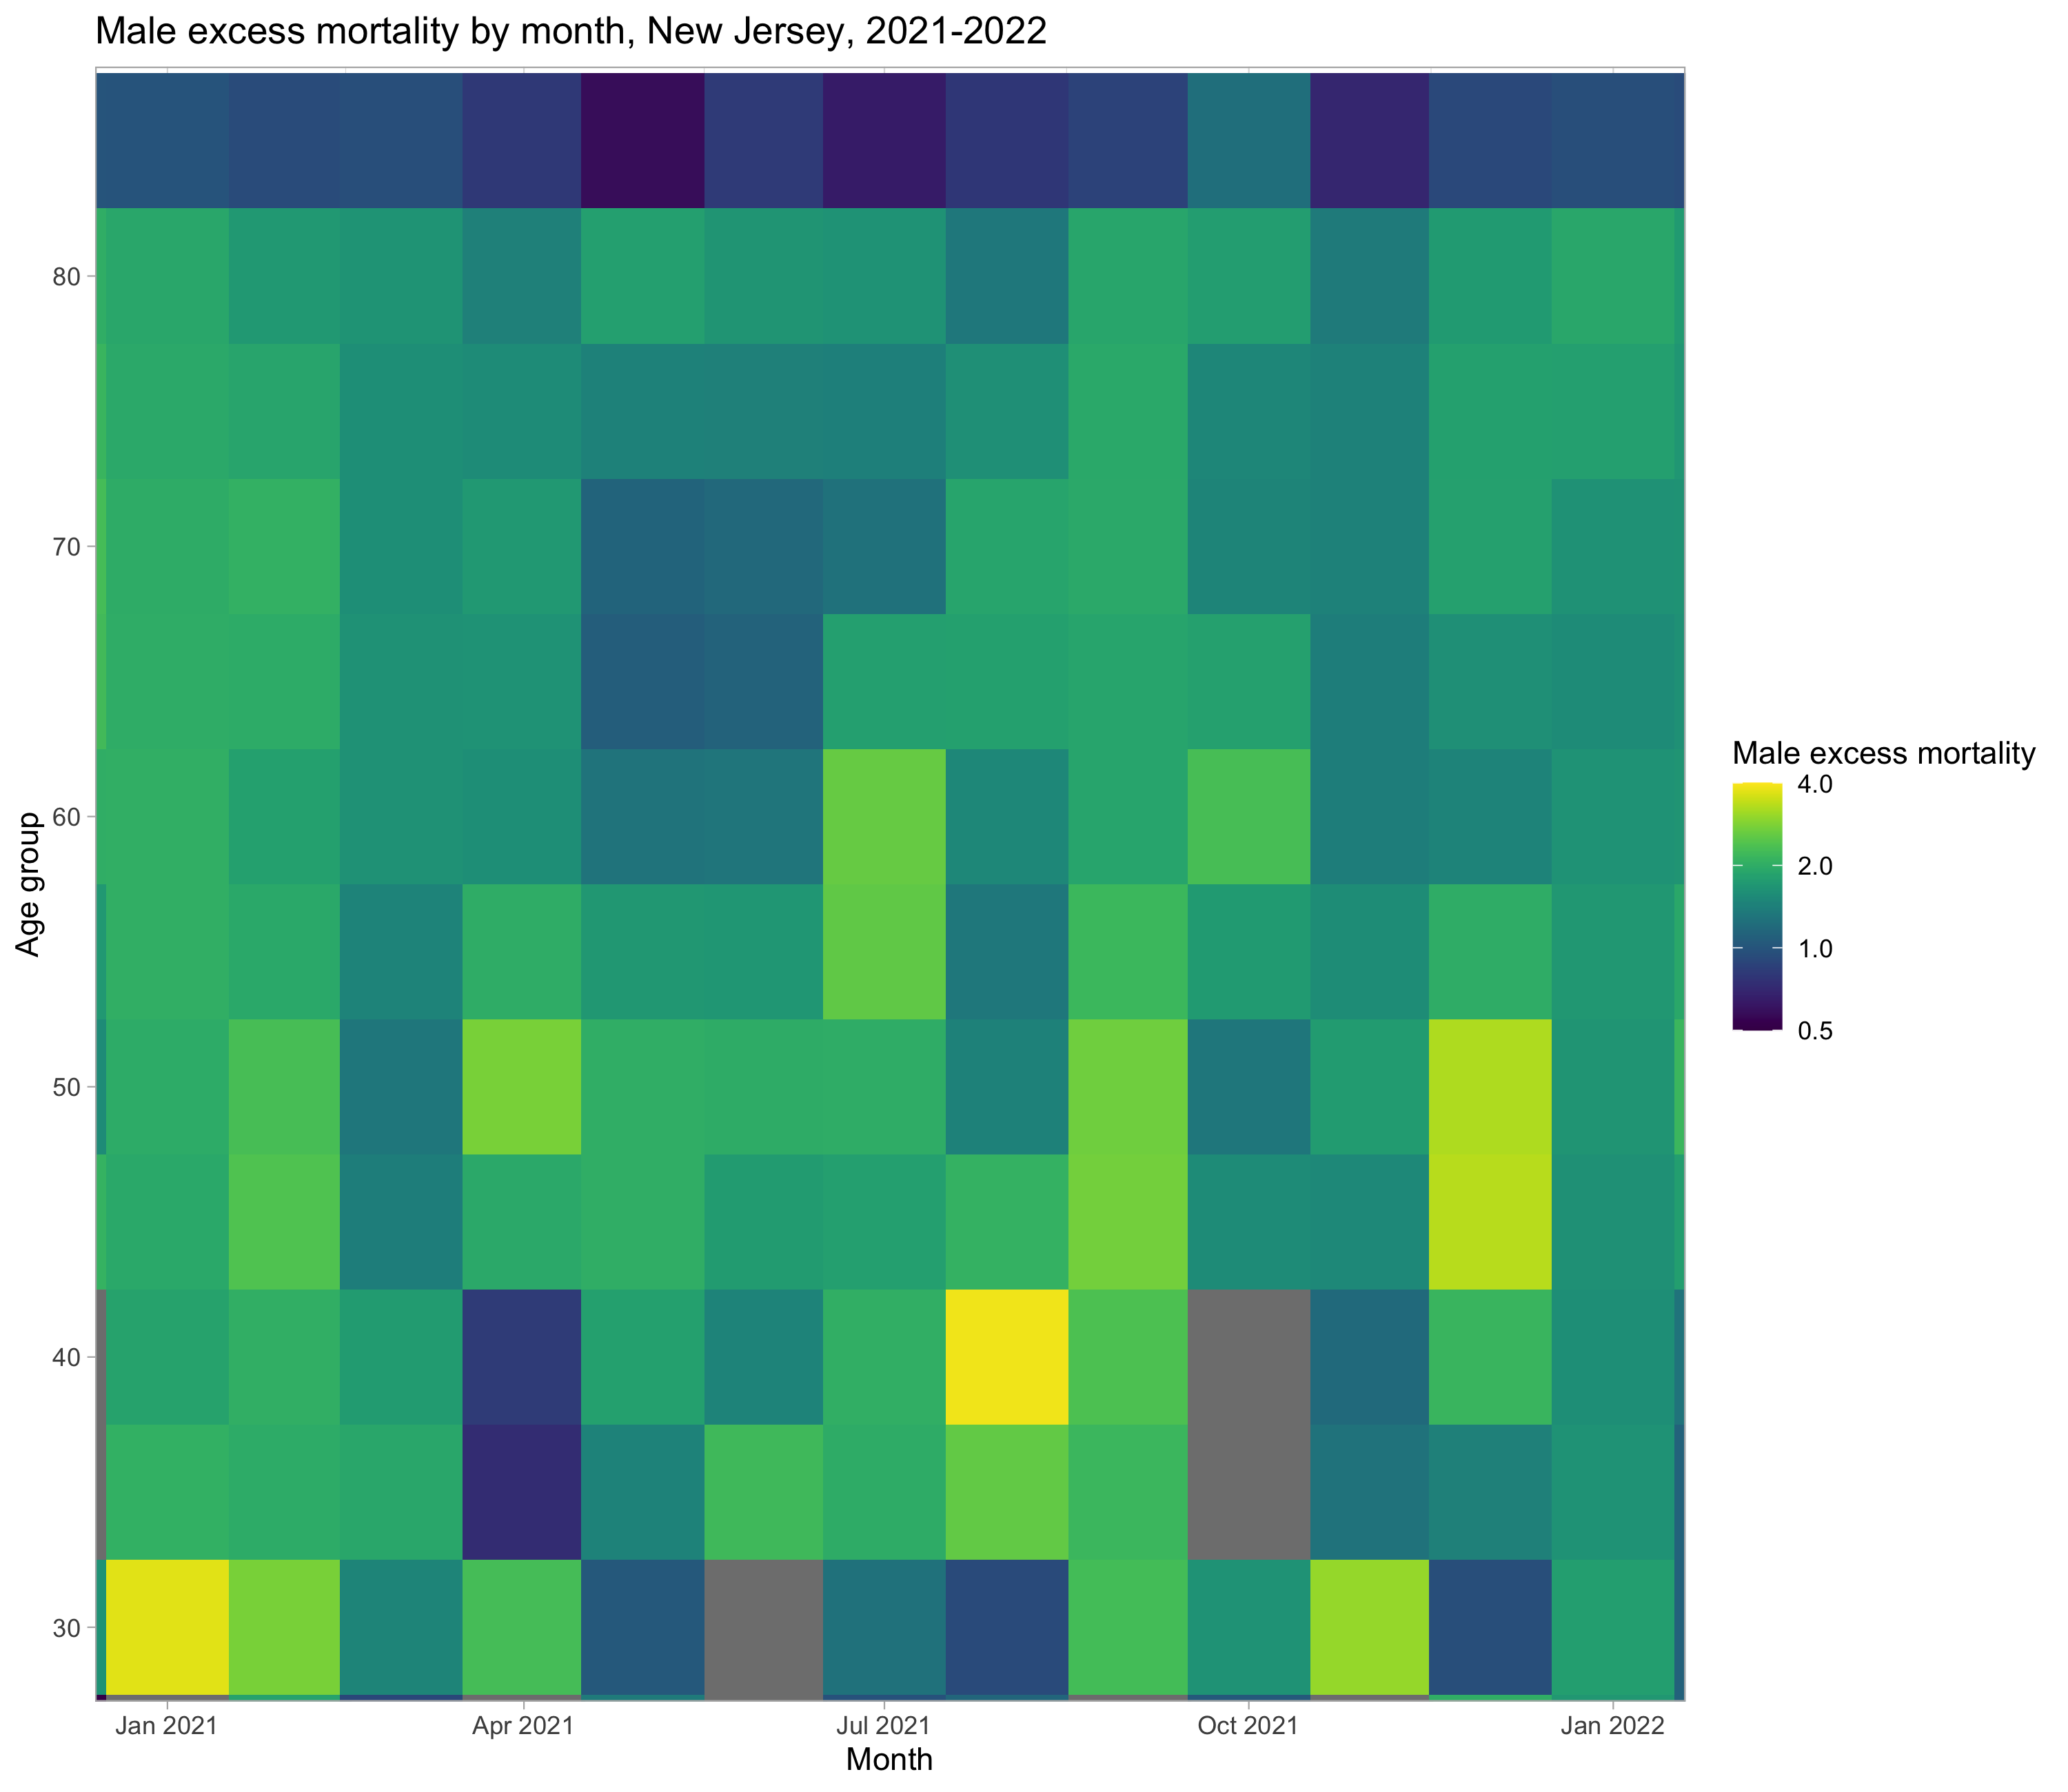 Male excess mortality by month, New Jersey, 2021-2022
80
70
60
50
40
30
Age group
Jan 2021 Apr 2021 Jul 2021 Oct 2021 Jan 2022
Month
Male excess mortality
4.0
2.0
1.0
0.5